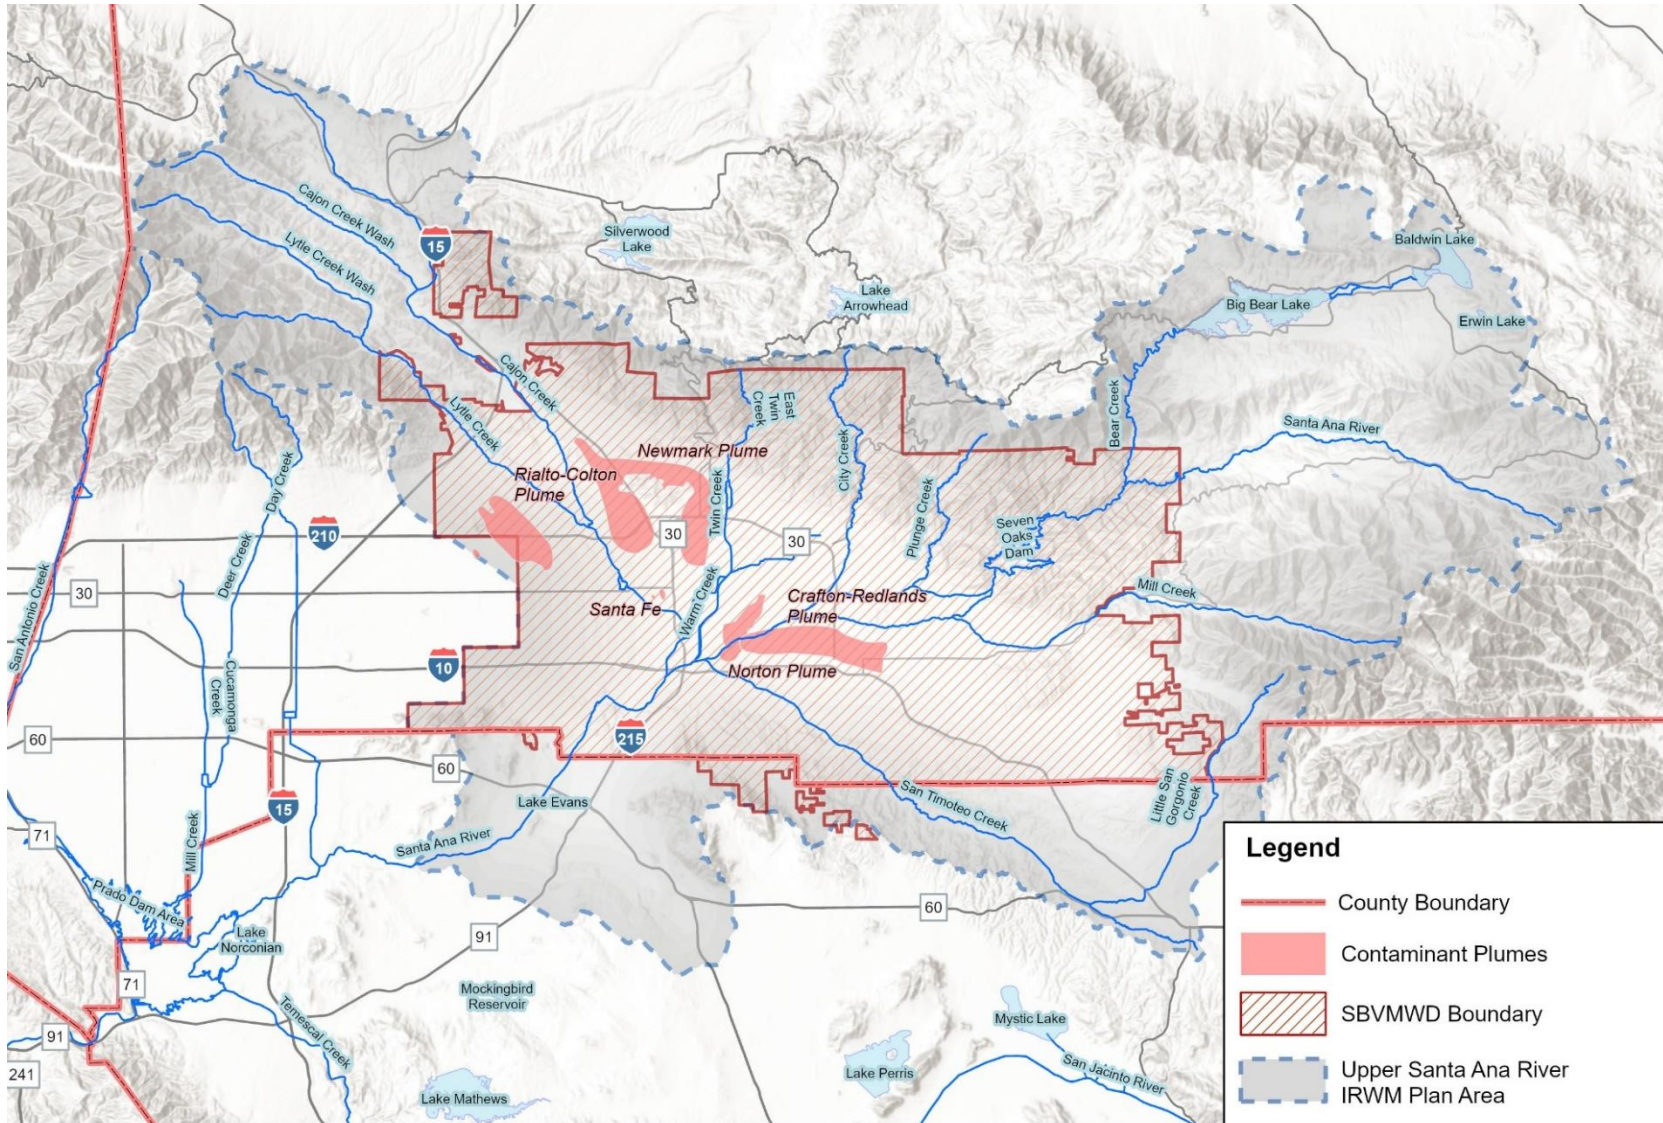 Silverwood
Lake
Baldwin Lake
Cajon Creek Wash
15
Lytle Creek Wash
Lake
Arrowhead
Big Bear Lake
Erwin Lake
Cajon Creek
East
Twin
Creek
Bear Creek
Lytle Creek
Santa Ana River
Newmark Plume
City Creek
Rialto-Colton
Plume
Day Creek
Twin Creek
Plunge Creek
210
30
30
Seven
Oaks
Dam
Deer Creek
San Antonio Creek
30
Santa Fe
Warm Creek
Crafton-Redlands
Plume
Mill Creek
10
Norton Plume
Cucamonga
Creek
60
215
60
15
Lake Evans
San Timoteo Creek
Little San
Gorgonio
Creek
71
Mill Creek
Santa Ana River
Prado Dam Area
Lake
Norconian
91
60
71
Mockingbird
Reservoir
Temescal Creek
Mystic Lake
91
241
Lake Mathews
Lake Perris
San Jacinto River
Legend
County Boundary
Contaminant Plumes
SBVMWD Boundary
Upper Santa Ana River
IRWM Plan Area